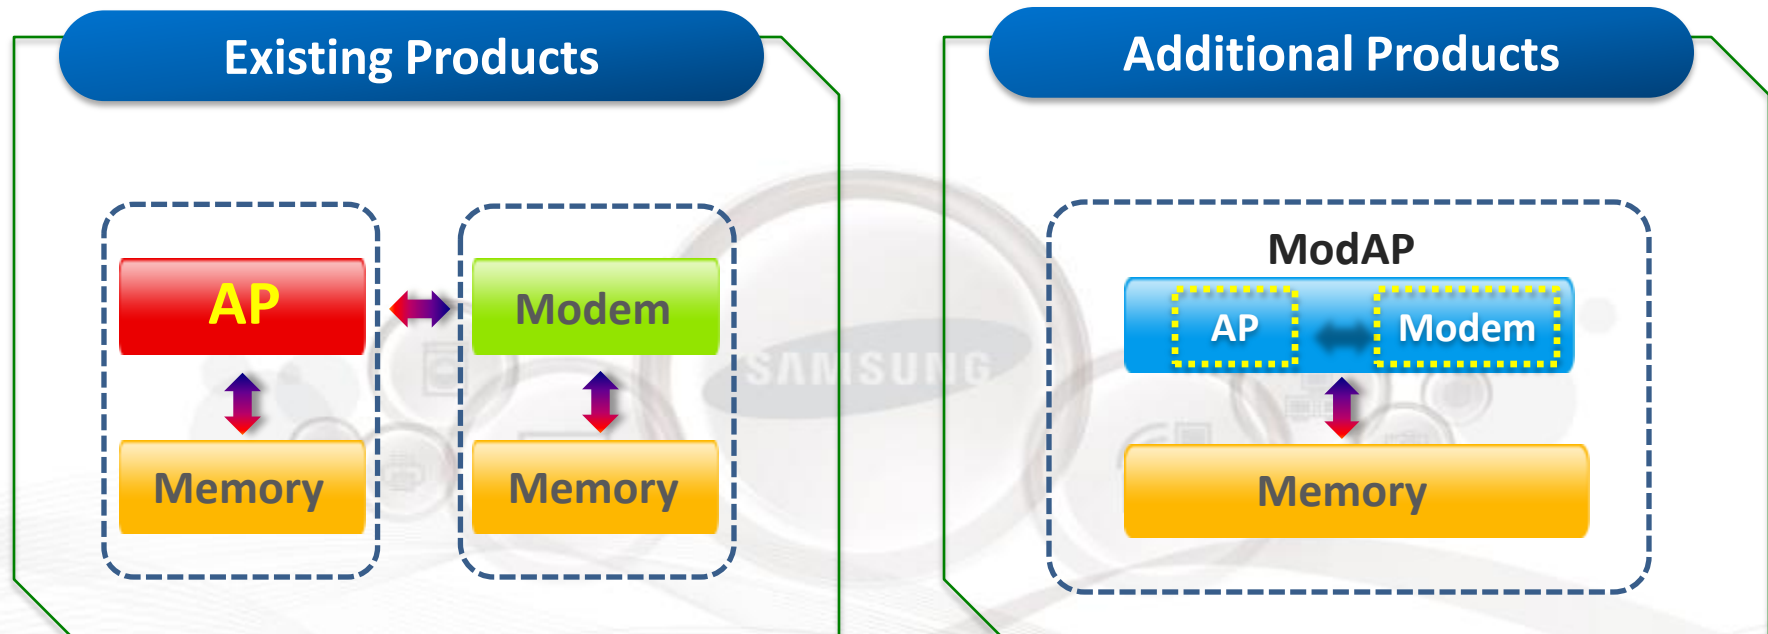 Existing Products
AP
Modem
Memory
Memory
Additional Products
ModAP
AP
Modem
Memory
SAMSUNG